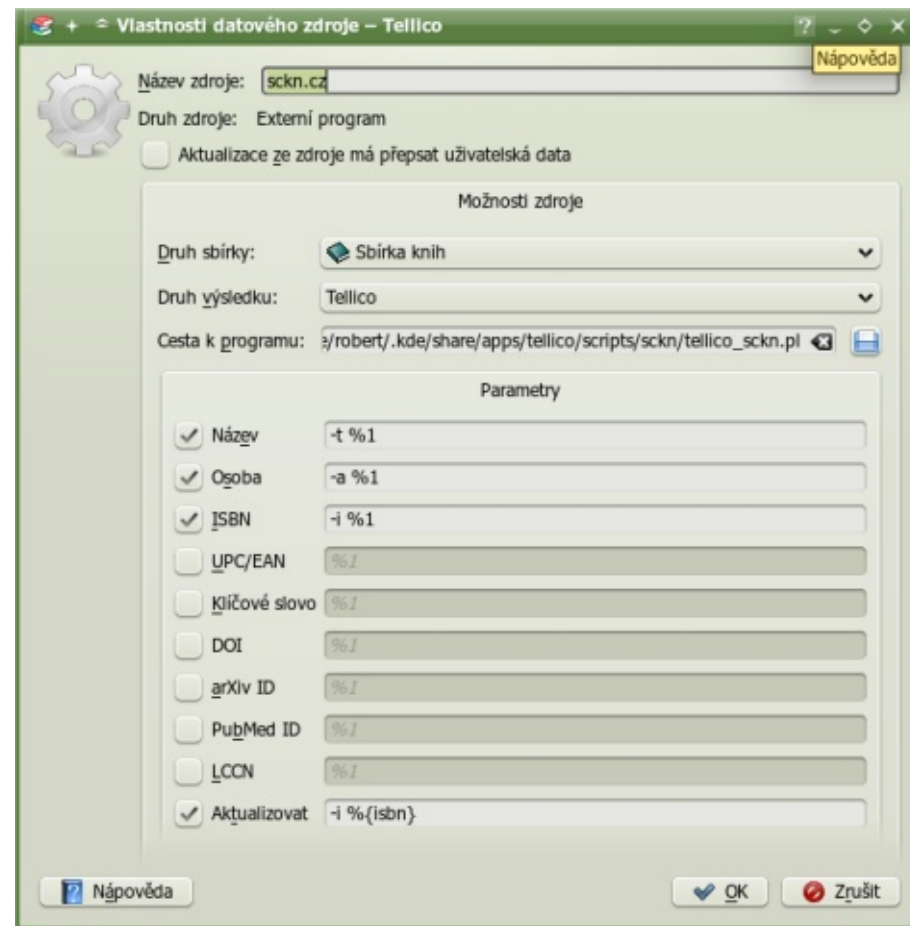 Vlastnosti datového zdroje – Tellico
Nápověda
Název zdroje: sckn.cz
Druh zdroje: Externí program
Aktualizace ze zdroje má přepsat uživatelská data
Možnosti zdroje
Druh sbírky: Sbírka knih
Druh výsledku: Tellico
Cesta k programu: e/robert/.kde/share/apps/tellico/scripts/sckn/tellico_sckn.pl
Parametry
Název -t %1
Osoba -a %1
ISBN -i %1
UPC/EAN %1
Klíčové slovo %1
DOI %1
arXiv ID %1
PubMed ID %1
LCCN %1
Aktualizovat -i %{isbn}
Nápověda OK Zrušit